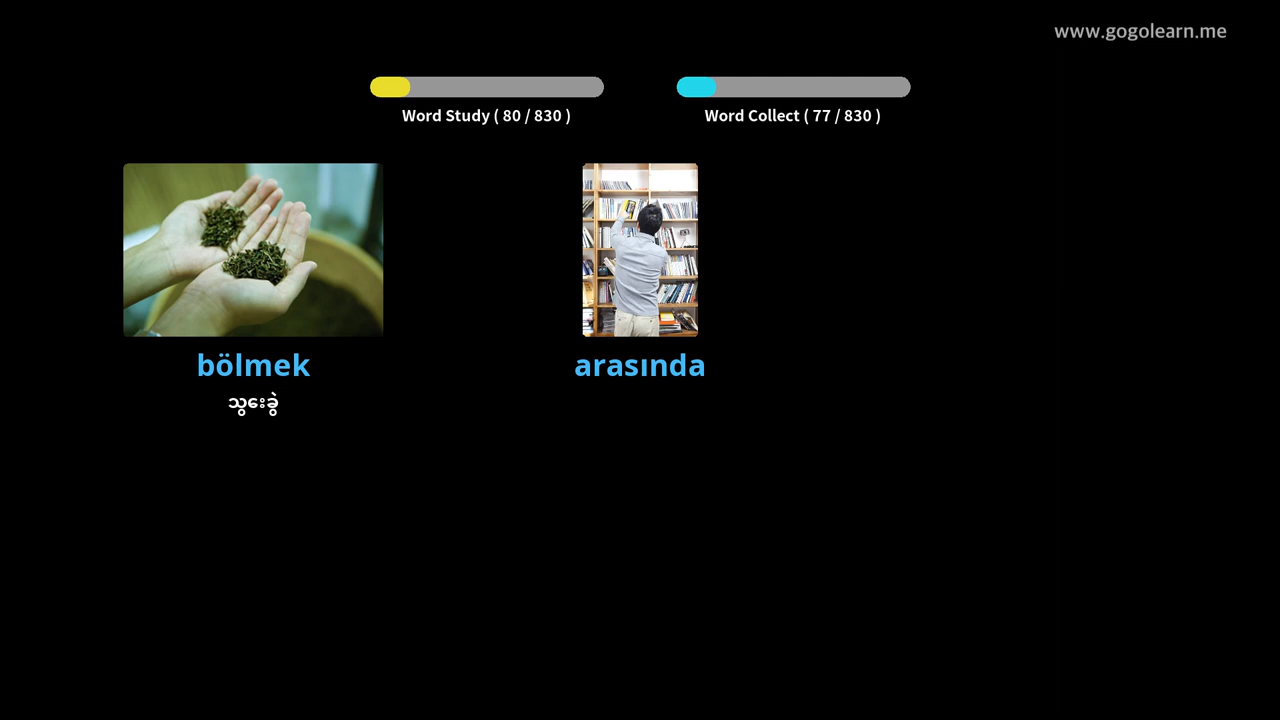 www.gogolearn.me
Word Study ( 80 / 830 )
Word Collect ( 77 / 830 )
bölmek
arasında
သွေးခွဲ